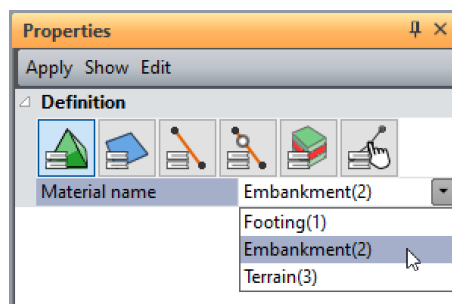 Properties
Apply Show Edit
Definition
Material name Embankment(2)
Footing(1)
Embankment(2)
Terrain(3)